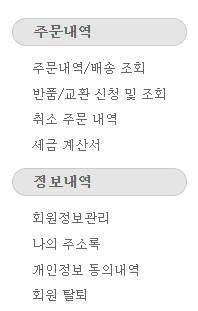 주문내역
주문내역/배송 조회
반품/교환 신청 및 조회
취소 주문 내역
세금 계산서
정보내역
회원정보관리
나의 주소록
개인정보 동의내역
회원 탈퇴